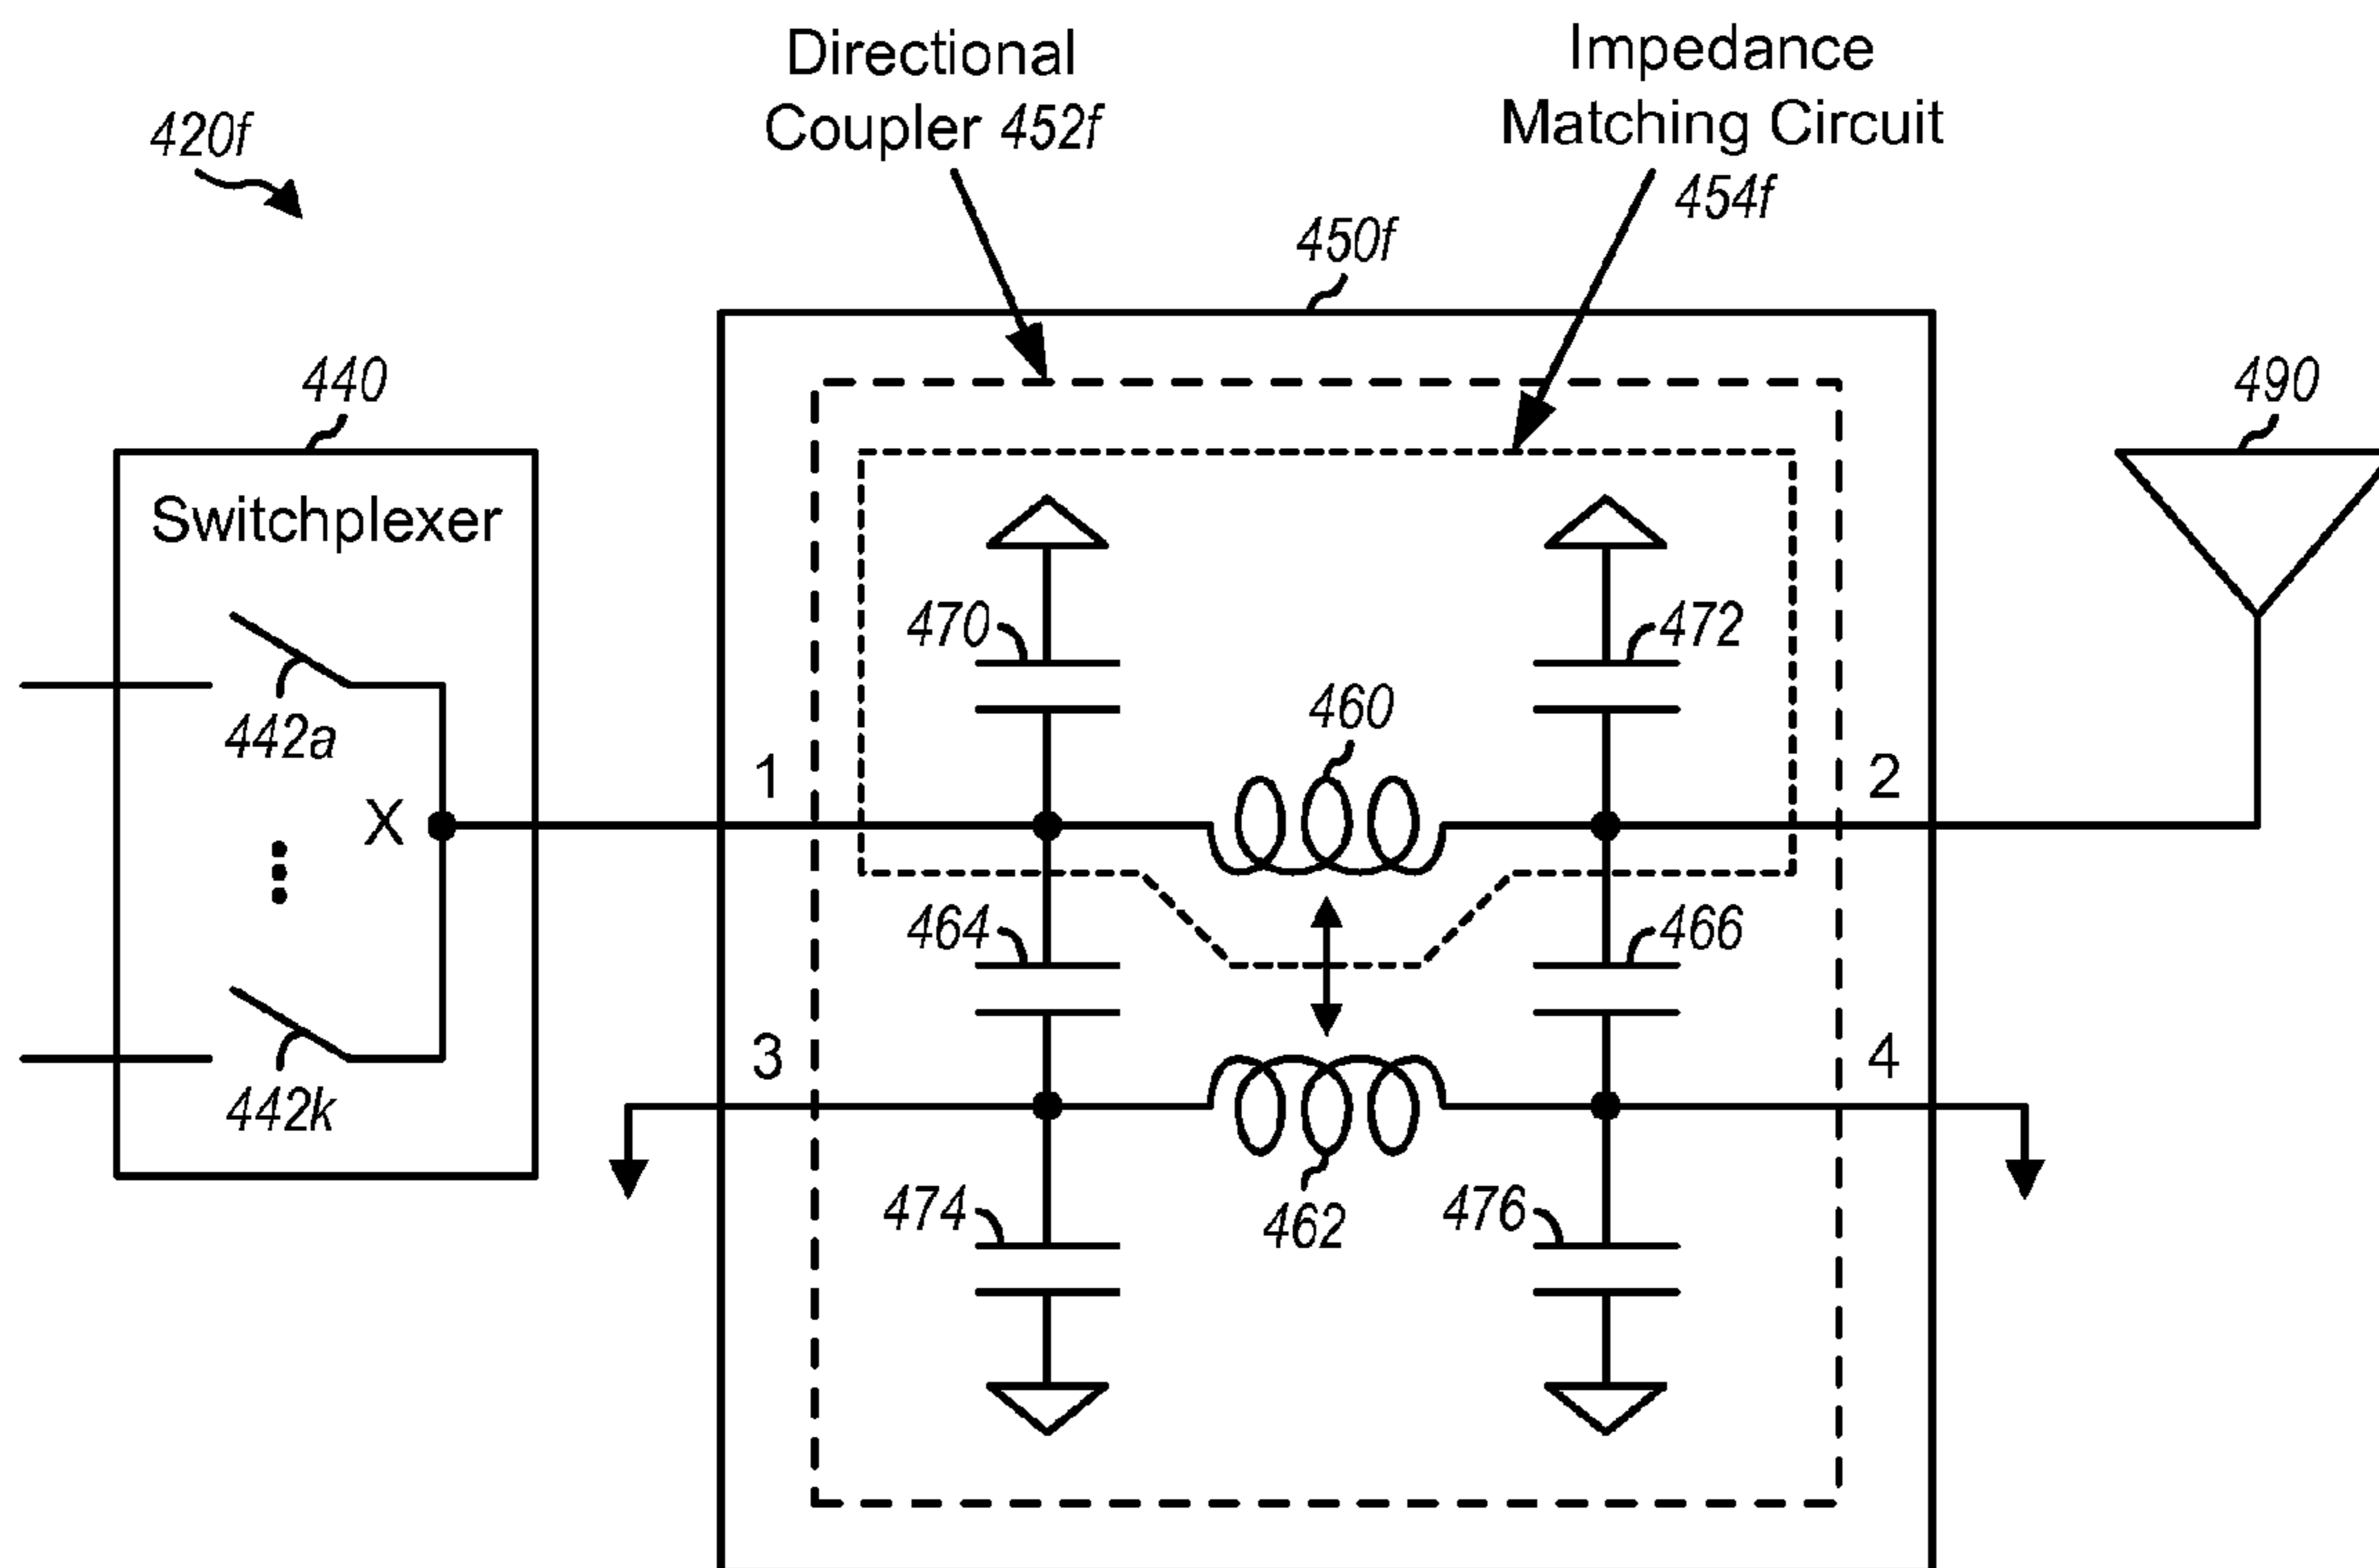 Directional
Coupler 452f
Impedance
Matching Circuit
454f
420f
450f
440
490
Switchplexer
470
472
442a
460
1
2
X
464
466
3
4
442k
474
462
476